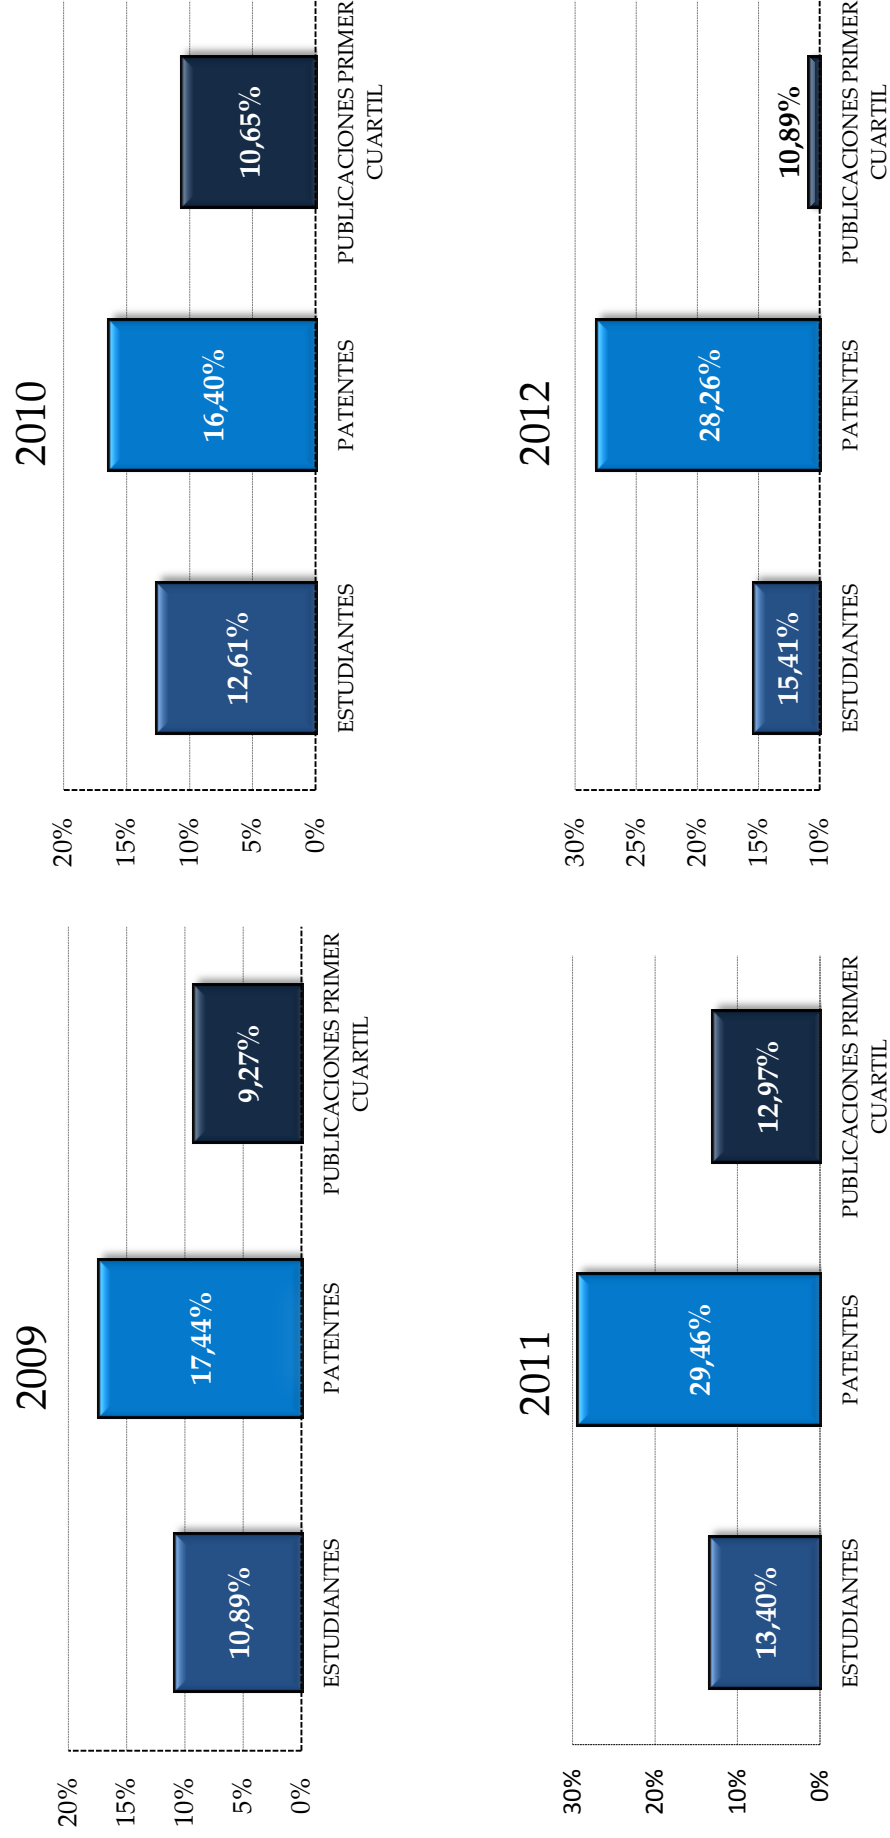 2009
20%
15%
10%
5%
0%
10,89%
17,44%
9,27%
ESTUDIANTES
PATENTES
PUBLICACIONES PRIMER
CUARTIL
2010
20%
15%
10%
5%
0%
12,61%
16,40%
10,65%
ESTUDIANTES
PATENTES
PUBLICACIONES PRIMER
CUARTIL
2011
30%
20%
10%
0%
13,40%
29,46%
12,97%
ESTUDIANTES
PATENTES
PUBLICACIONES PRIMER
CUARTIL
2012
30%
25%
20%
15%
10%
15,41%
28,26%
10,89%
ESTUDIANTES
PATENTES
PUBLICACIONES PRIMER
CUARTIL